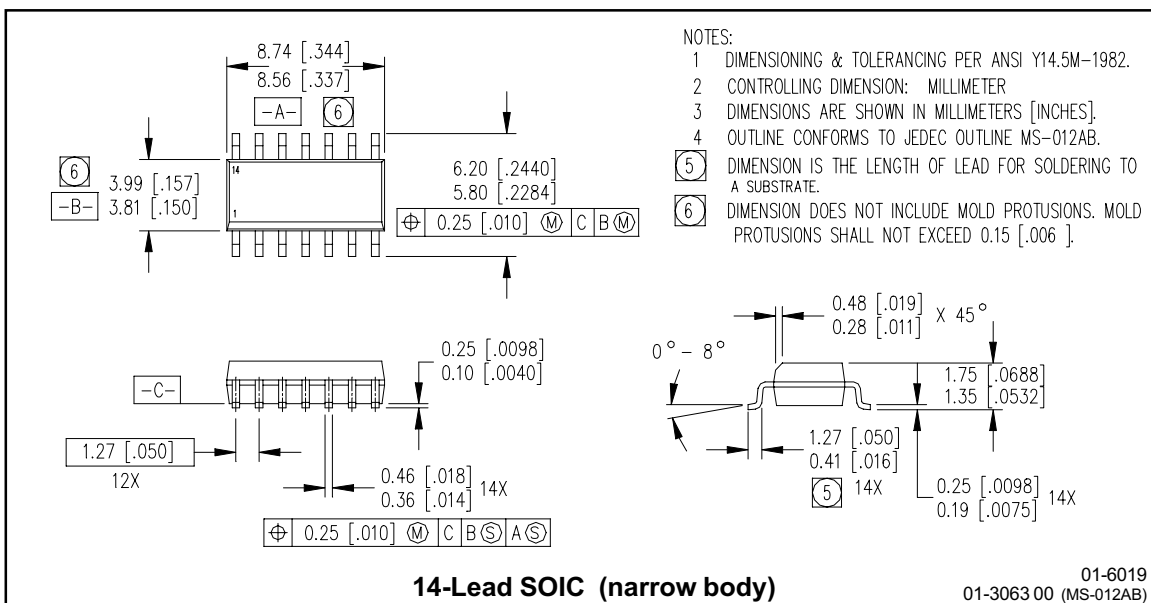 8.74 [.344]
8.56 [.337]
-A- 6
6
3.99 [.157]
3.81 [.150]
-B-
14
1
6.20 [.2440]
5.80 [.2284]
⌖ 0.25 [.010] Ⓜ C B Ⓜ
NOTES:
1 DIMENSIONING & TOLERANCING PER ANSI Y14.5M-1982.
2 CONTROLLING DIMENSION: MILLIMETER
3 DIMENSIONS ARE SHOWN IN MILLIMETERS [INCHES].
4 OUTLINE CONFORMS TO JEDEC OUTLINE MS-012AB.
5 DIMENSION IS THE LENGTH OF LEAD FOR SOLDERING TO
A SUBSTRATE.
6 DIMENSION DOES NOT INCLUDE MOLD PROTUSIONS. MOLD
PROTUSIONS SHALL NOT EXCEED 0.15 [.006 ].
-C-
0.25 [.0098]
0.10 [.0040]
1.27 [.050]
12X
0.46 [.018]
0.36 [.014] 14X
⌖ 0.25 [.010] Ⓜ C B Ⓢ A Ⓢ
0.48 [.019]
0.28 [.011] X 45°
0° - 8°
1.75 [.0688]
1.35 [.0532]
1.27 [.050]
0.41 [.016]
5 14X
0.25 [.0098]
0.19 [.0075] 14X
14-Lead SOIC (narrow body)
01-6019
01-3063 00 (MS-012AB)